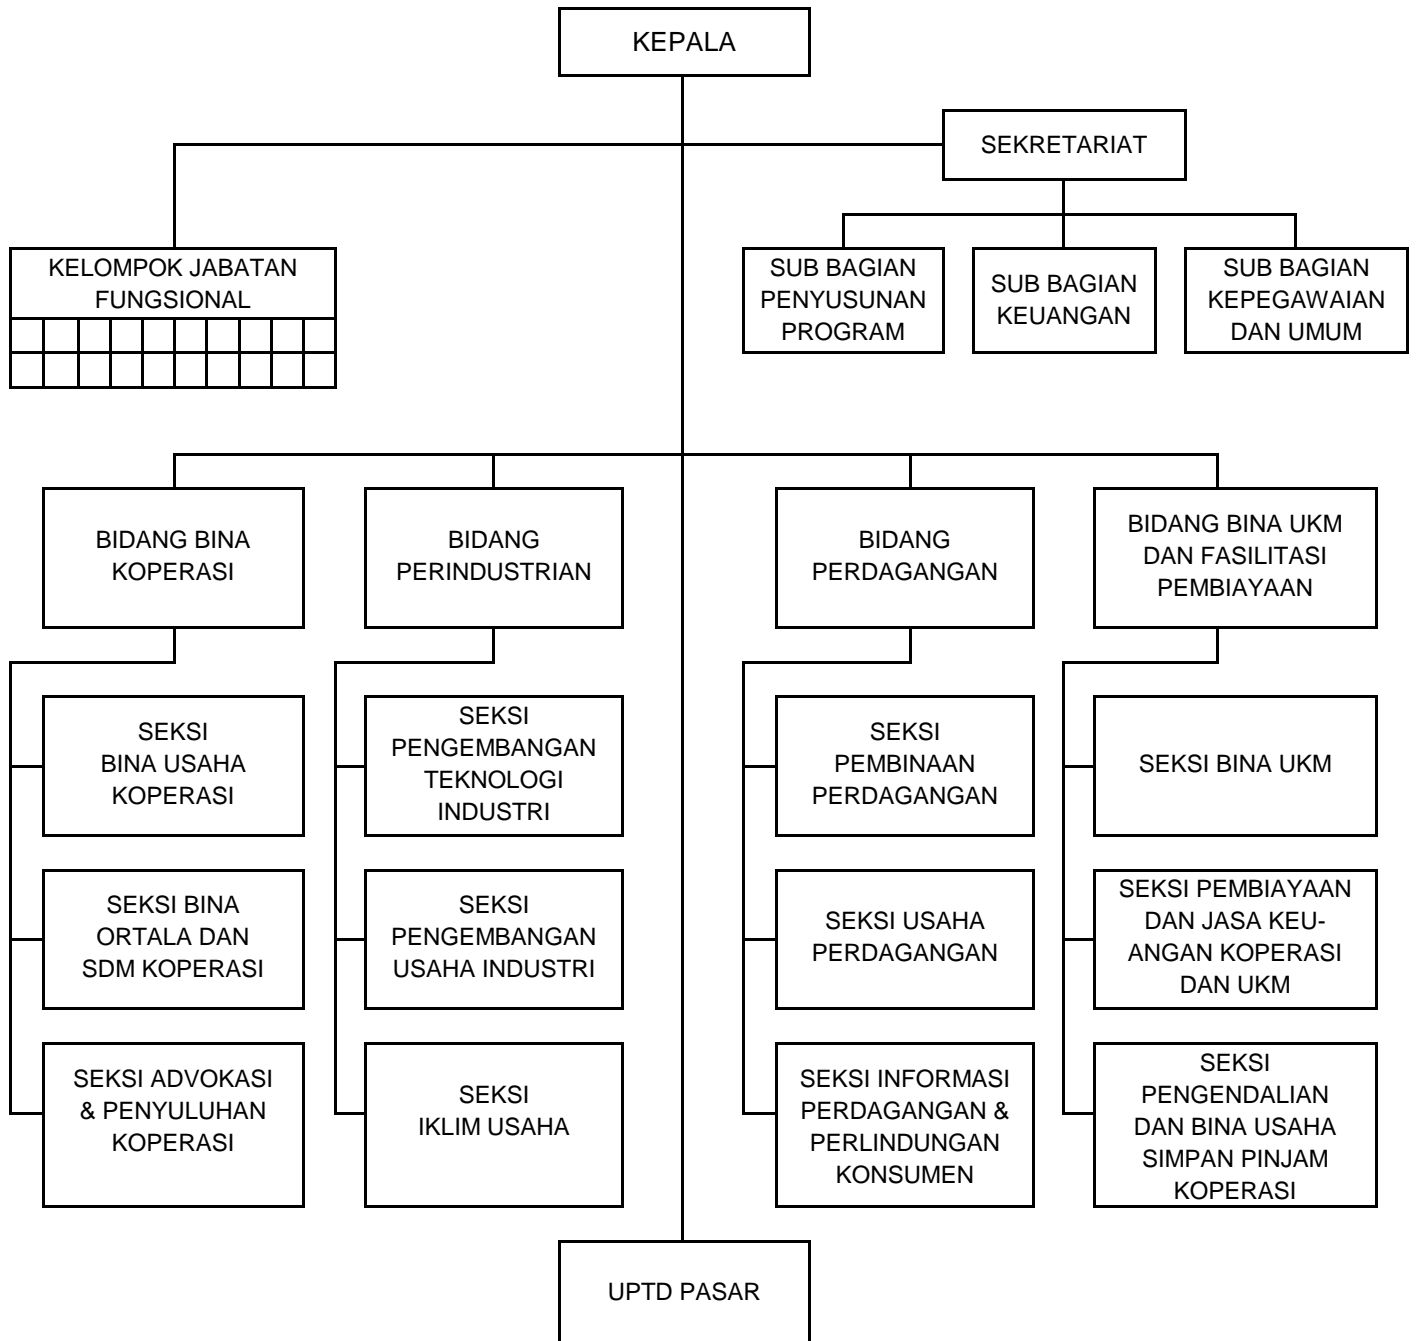 KEPALA
SEKRETARIAT
KELOMPOK JABATAN
FUNGSIONAL
SUB BAGIAN
PENYUSUNAN
PROGRAM
SUB BAGIAN
KEUANGAN
SUB BAGIAN
KEPEGAWAIAN
DAN UMUM
BIDANG BINA
KOPERASI
BIDANG
PERINDUSTRIAN
BIDANG
PERDAGANGAN
BIDANG BINA UKM
DAN FASILITASI
PEMBIAYAAN
SEKSI
BINA USAHA
KOPERASI
SEKSI
PENGEMBANGAN
TEKNOLOGI
INDUSTRI
SEKSI
PEMBINAAN
PERDAGANGAN
SEKSI BINA UKM
SEKSI BINA
ORTALA DAN
SDM KOPERASI
SEKSI
PENGEMBANGAN
USAHA INDUSTRI
SEKSI USAHA
PERDAGANGAN
SEKSI PEMBIAYAAN
DAN JASA KEU-
ANGAN KOPERASI
DAN UKM
SEKSI ADVOKASI
& PENYULUHAN
KOPERASI
SEKSI
IKLIM USAHA
SEKSI INFORMASI
PERDAGANGAN &
PERLINDUNGAN
KONSUMEN
SEKSI
PENGENDALIAN
DAN BINA USAHA
SIMPAN PINJAM
KOPERASI
UPTD PASAR